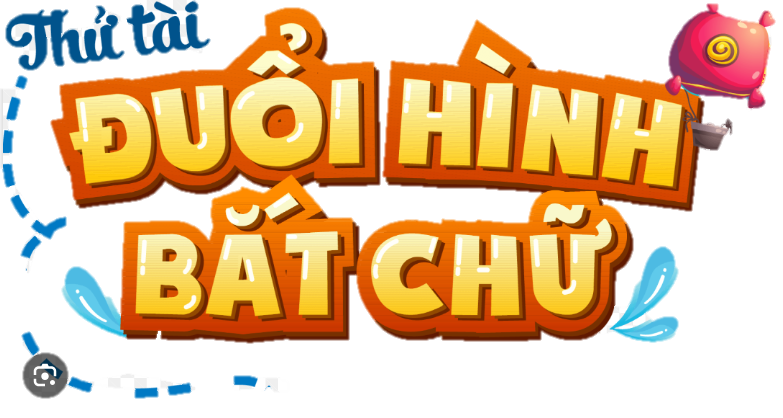 Thử tài
ĐUỔI HÌNH
BẮT CHỮ